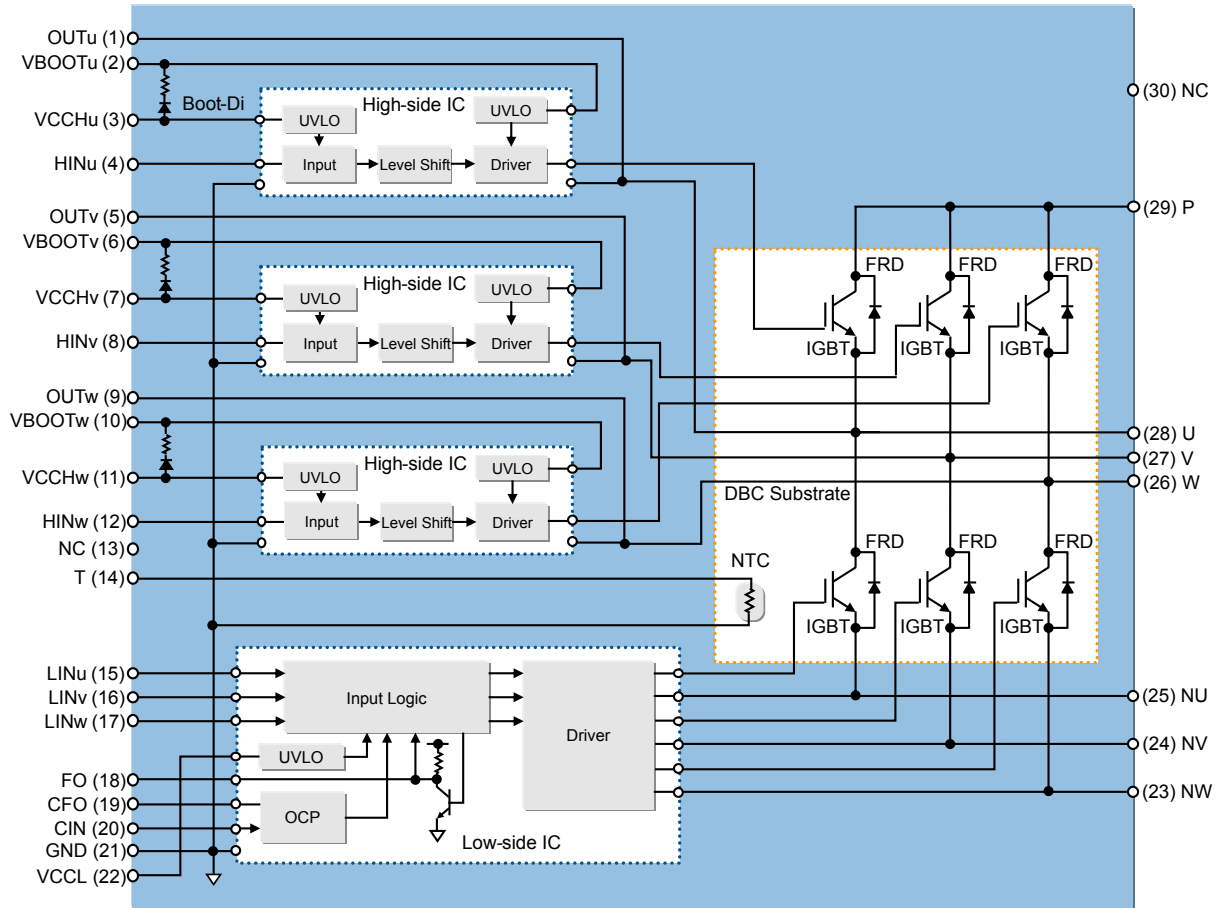 OUTu (1)
VBOOTu (2)
VCCHu (3)
HINu (4)
OUTv (5)
VBOOTv (6)
VCCHv (7)
HINv (8)
OUTw (9)
VBOOTw (10)
VCCHw (11)
HINw (12)
NC (13)
T (14)
LINu (15)
LINv (16)
LINw (17)
FO (18)
CFO (19)
CIN (20)
GND (21)
VCCL (22)
Boot-Di
High-side IC
UVLO
UVLO
Input
Level Shift
Driver
High-side IC
UVLO
UVLO
Input
Level Shift
Driver
High-side IC
UVLO
UVLO
Input
Level Shift
Driver
Input Logic
Driver
UVLO
OCP
Low-side IC
FRD
FRD
FRD
IGBT
IGBT
IGBT
DBC Substrate
NTC
FRD
FRD
FRD
IGBT
IGBT
IGBT
(30) NC
(29) P
(28) U
(27) V
(26) W
(25) NU
(24) NV
(23) NW